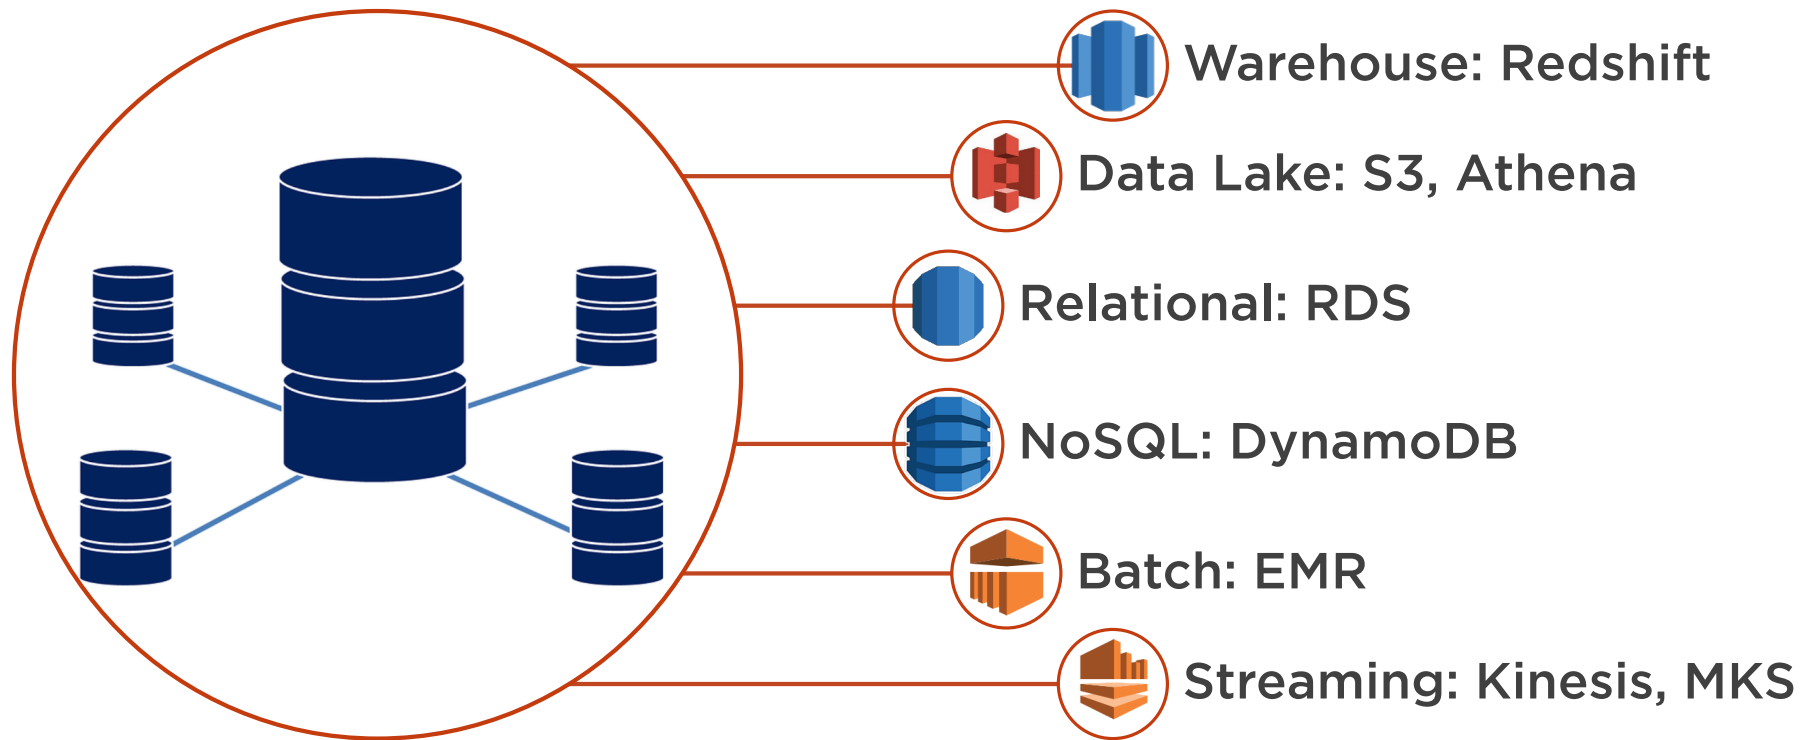 Warehouse: Redshift
Data Lake: S3, Athena
Relational: RDS
NoSQL: DynamoDB
Batch: EMR
Streaming: Kinesis, MKS